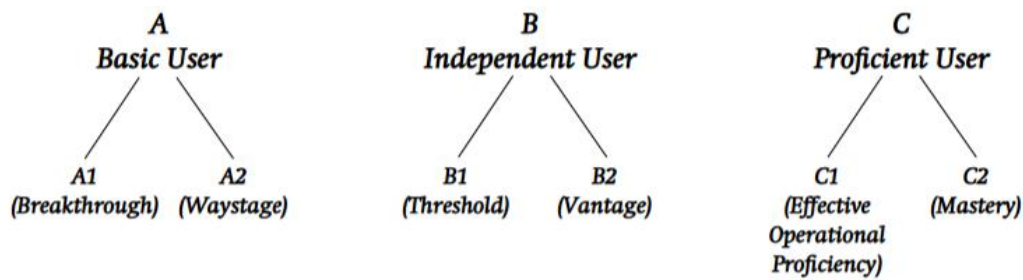 A
Basic User
A1
(Breakthrough)
A2
(Waystage)
B
Independent User
B1
(Threshold)
B2
(Vantage)
C
Proficient User
C1
(Effective
Operational
Proficiency)
C2
(Mastery)